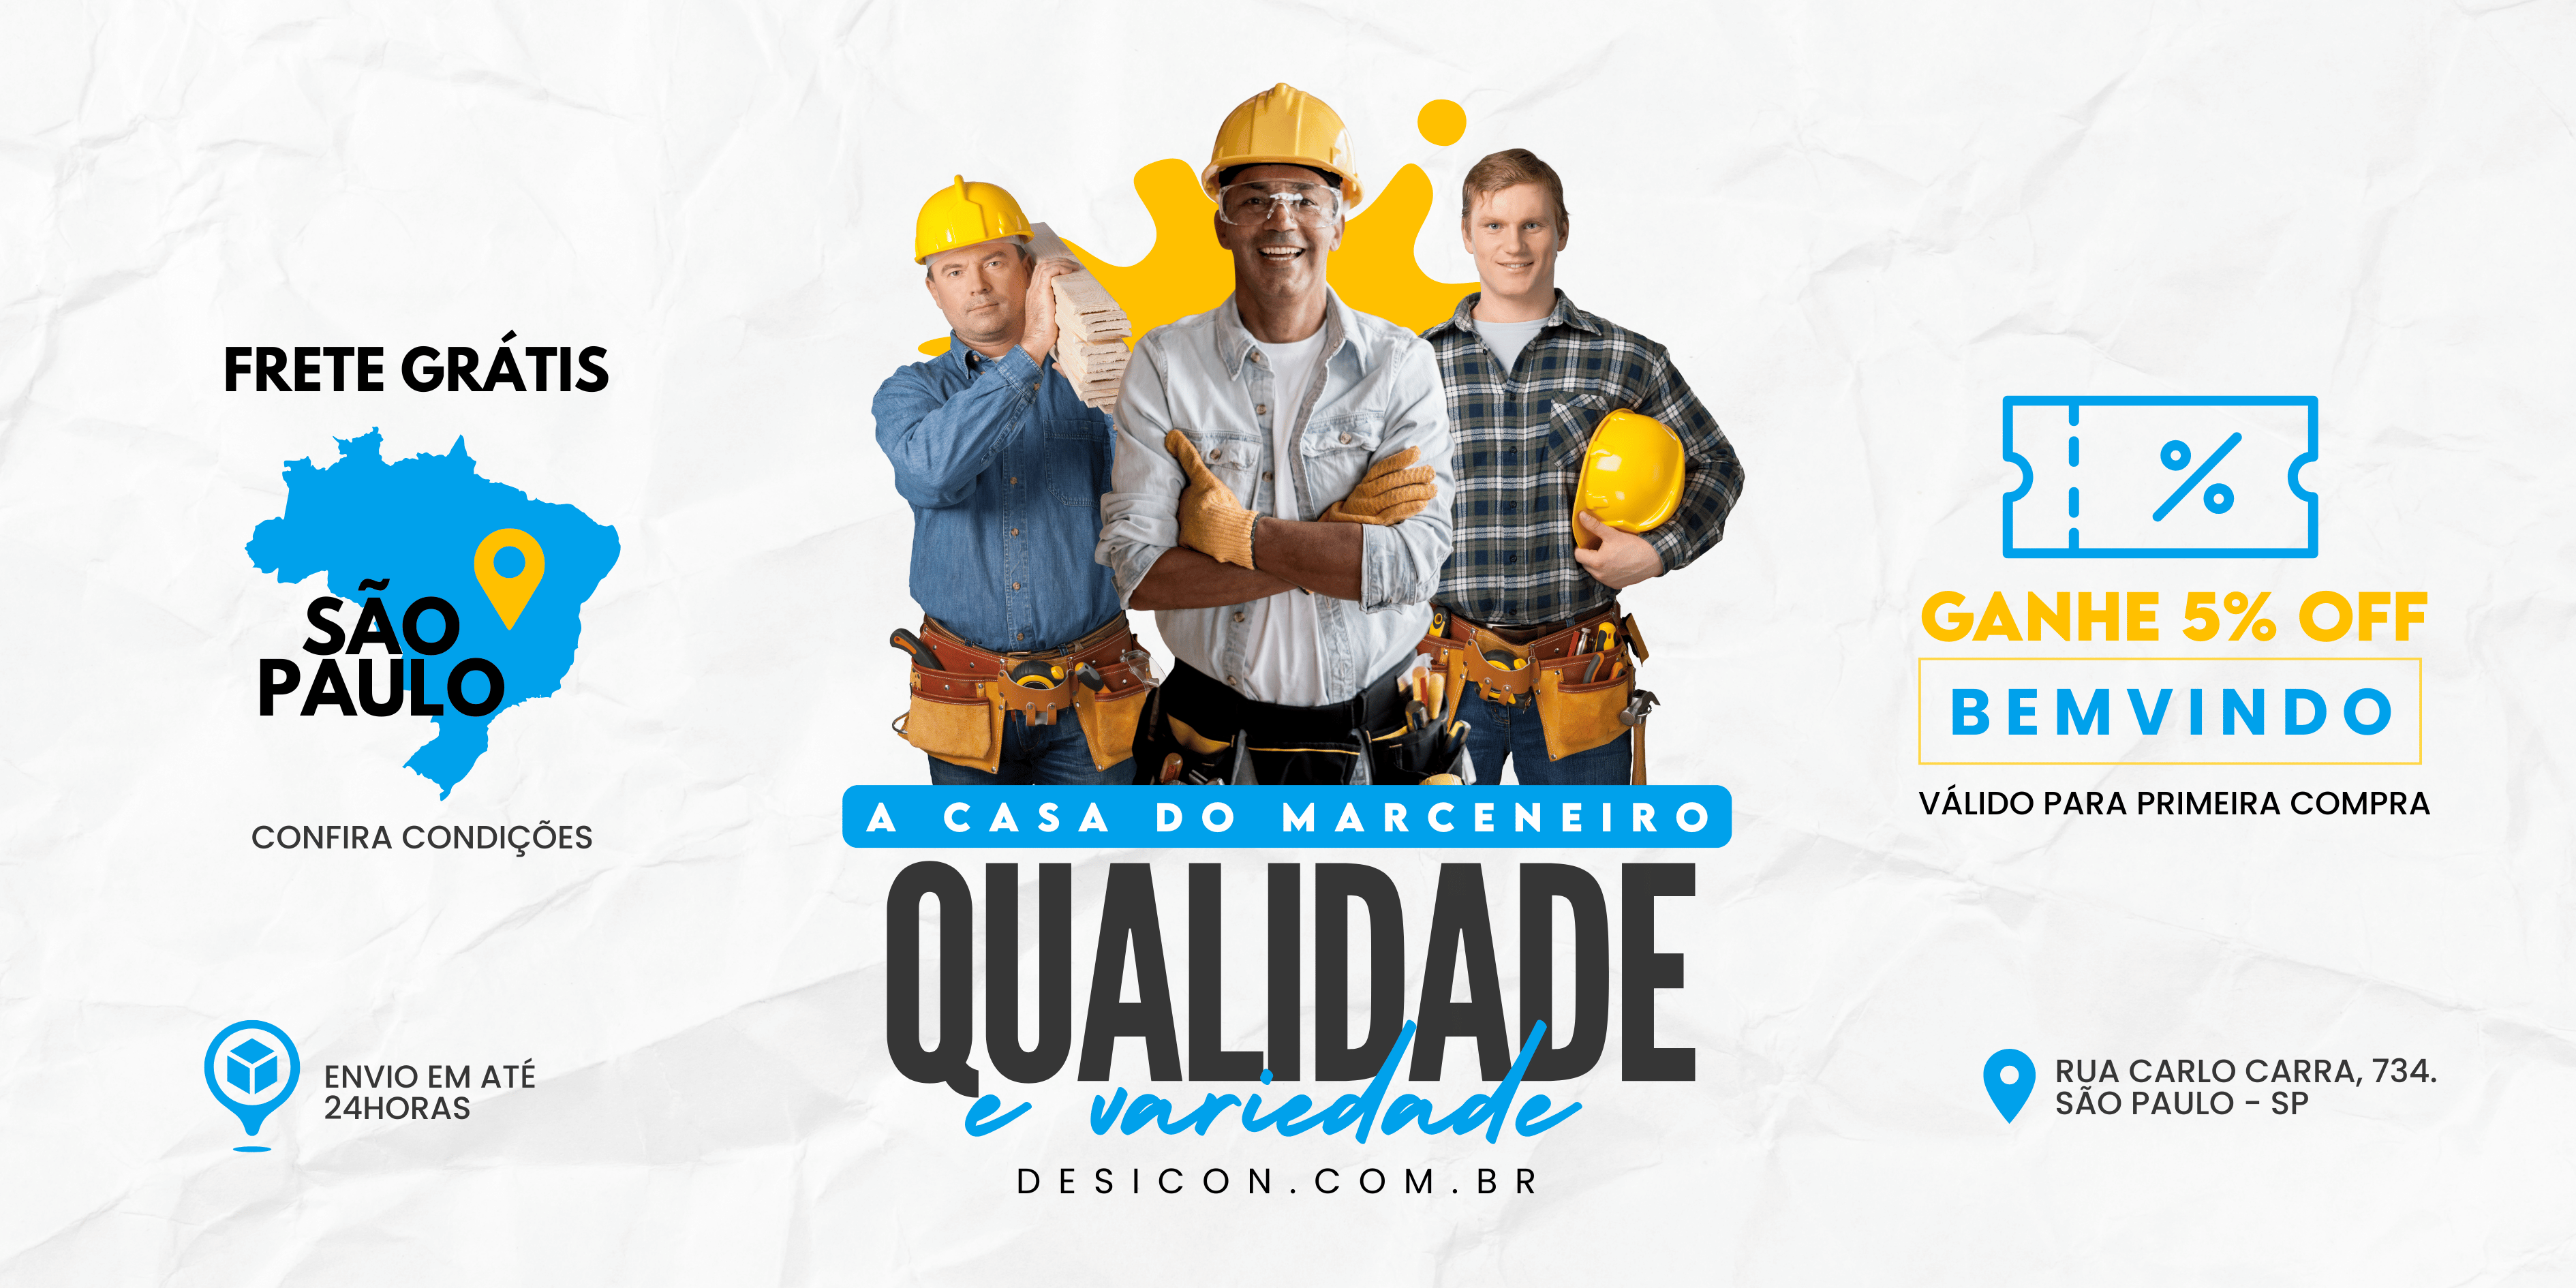 FRETE GRÁTIS
SÃO
PAULO
CONFIRA CONDIÇÕES
ENVIO EM ATÉ
24HORAS
A CASA DO MARCENEIRO
QUALIDADE
e variedade
DESICON.COM.BR
%
GANHE 5% OFF
BEMVINDO
VÁLIDO PARA PRIMEIRA COMPRA
RUA CARLO CARRA, 734.
SÃO PAULO - SP